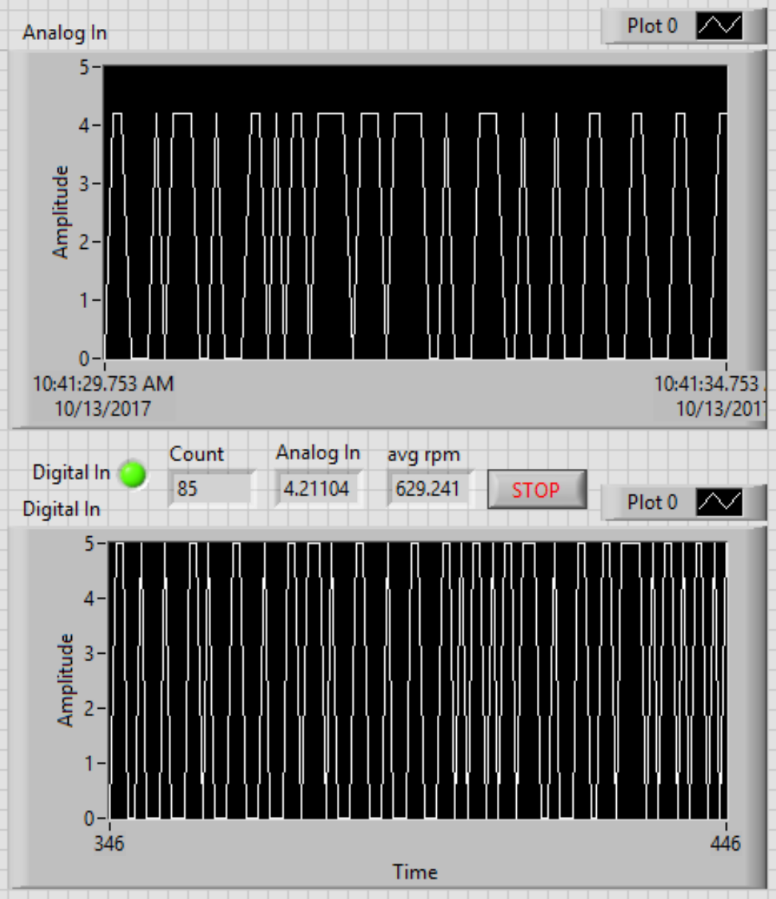 Analog In
Plot 0
5
4
3
2
1
0
Amplitude
10:41:29.753 AM
10/13/2017
10:41:34.753
10/13/201
Digital In
Count
85
Analog In
4.21104
avg rpm
629.241
STOP
Digital In
Plot 0
5
4
3
2
1
0
Amplitude
346
446
Time